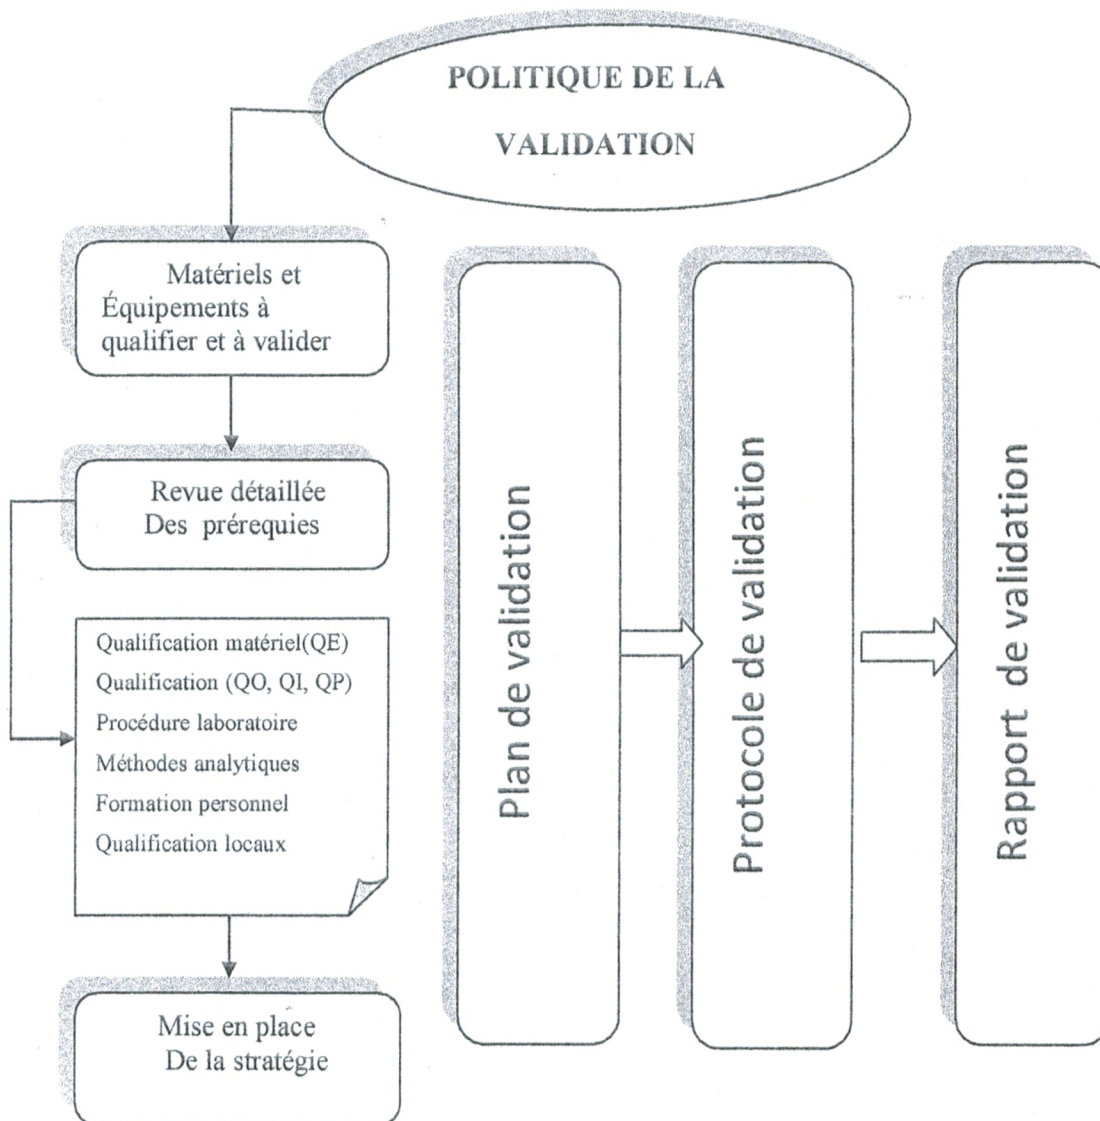 POLITIQUE DE LA
VALIDATION
Matériels et
Équipements à
qualifier et à valider
Revue détaillée
Des prérequies
Qualification matériel(QE)
Qualification (QO, QI, QP)
Procédure laboratoire
Méthodes analytiques
Formation personnel
Qualification locaux
Mise en place
De la stratégie
Plan de validation
Protocole de validation
Rapport de validation